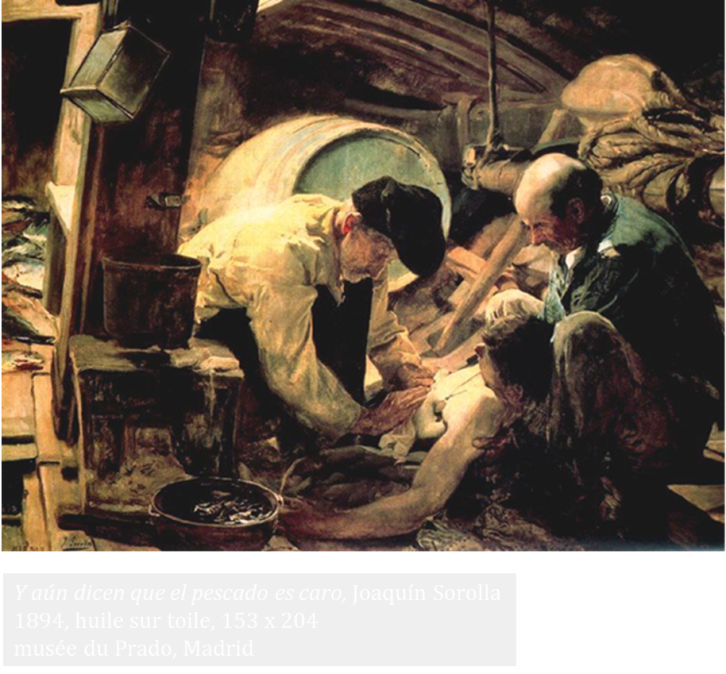 Y aún dicen que el pescado es caro, Joaquín Sorolla
1894, huile sur toile, 153 x 204
musée du Prado, Madrid